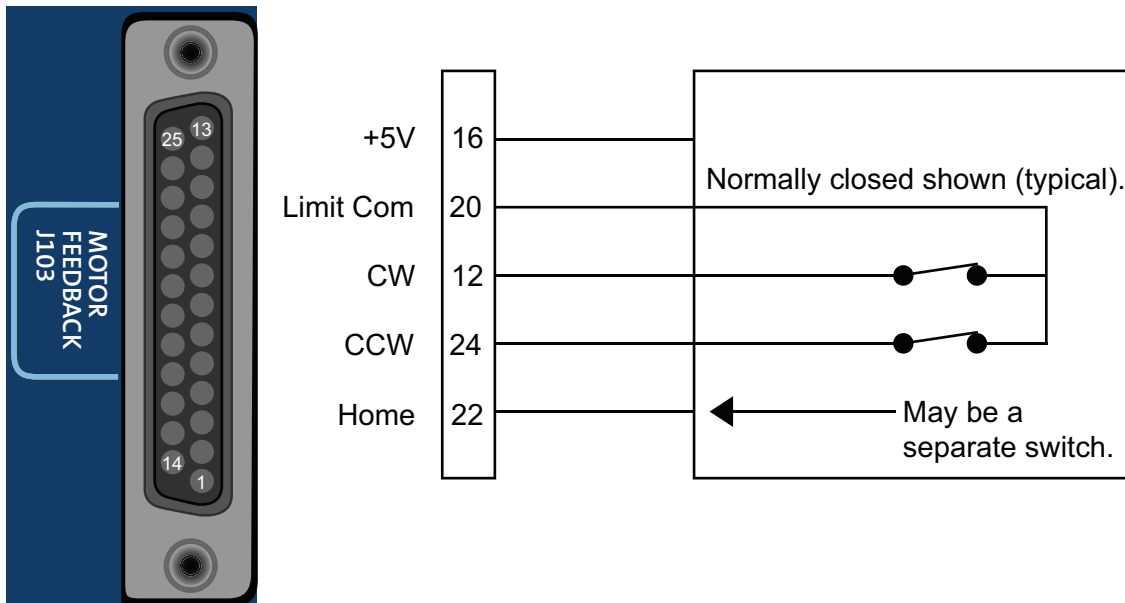 25
13
MOTOR
FEEDBACK
J103
14
1
+5V 16
Normally closed shown (typical).
Limit Com 20
CW 12
CCW 24
Home 22
May be a
separate switch.